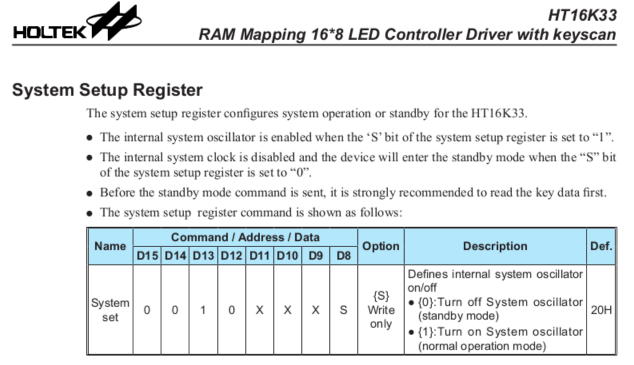 HOLTEK
HT16K33
RAM Mapping 16*8 LED Controller Driver with keyscan
System Setup Register
The system setup register configures system operation or standby for the HT16K33.
● The internal system oscillator is enabled when the ‘S’ bit of the system setup register is set to “1”.
● The internal system clock is disabled and the device will enter the standby mode when the “S” bit
of the system setup register is set to “0”.
● Before the standby mode command is sent, it is strongly recommended to read the key data first.
● The system setup register command is shown as follows:
Name Command / Address / Data Option Description Def.
D15 D14 D13 D12 D11 D10 D9 D8
System set 0 0 1 0 X X X S {S} Write only
Defines internal system oscillator
on/off
● {0}:Turn off System oscillator
(standby mode)
● {1}:Turn on System oscillator
(normal operation mode)
20H